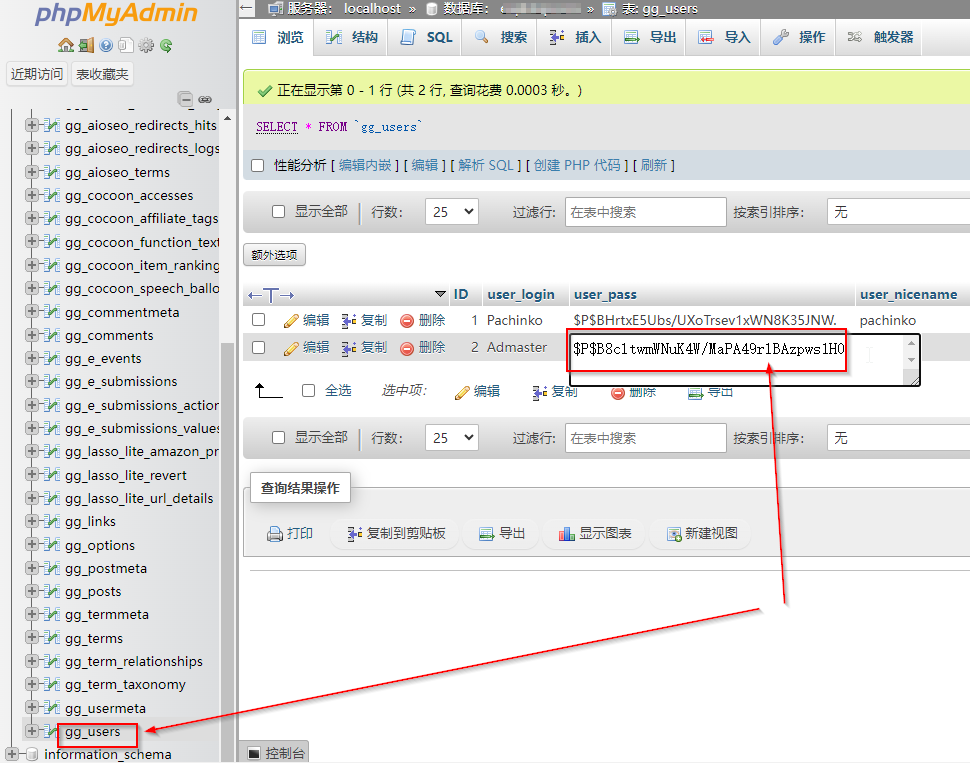 phpMyAdmin
近期访问 表收藏夹
gg_aioseo_redirects_hits
gg_aioseo_redirects_logs
gg_aioseo_terms
gg_cocoon_accesses
gg_cocoon_affiliate_tags
gg_cocoon_function_text
gg_cocoon_item_ranking
gg_cocoon_speech_ballo
gg_commentmeta
gg_comments
gg_e_events
gg_e_submissions
gg_e_submissions_action
gg_e_submissions_values
gg_lasso_lite_amazon_pr
gg_lasso_lite_revert
gg_lasso_lite_url_details
gg_links
gg_options
gg_postmeta
gg_posts
gg_termmeta
gg_terms
gg_term_relationships
gg_term_taxonomy
gg_usermeta
gg_users
information_schema
服务器: localhost » 数据库: » 表: gg_users
浏览 结构 SQL 搜索 插入 导出 导入 操作 触发器
正在显示第 0 - 1 行 (共 2 行, 查询花费 0.0003 秒。)
SELECT * FROM `gg_users`
性能分析 [ 编辑内嵌 ] [ 编辑 ] [ 解析 SQL ] [ 创建 PHP 代码 ] [ 刷新 ]
显示全部 行数: 25 过滤行: 在表中搜索 按索引排序: 无
额外选项
←T→ ID user_login user_pass user_nicename
编辑 复制 删除 1 Pachinko $P$BHrtxE5Ubs/UXoTrsev1xWN8K35JNW. pachinko
编辑 复制 删除 2 Admaster $P$B8c1twmWNuK4W/MaPA49r1BAzpws1H0
全选 选中项: 编辑 复制 删除 导出
显示全部 行数: 25 过滤行: 在表中搜索 按索引排序: 无
查询结果操作
打印 复制到剪贴板 导出 显示图表 新建视图
控制台